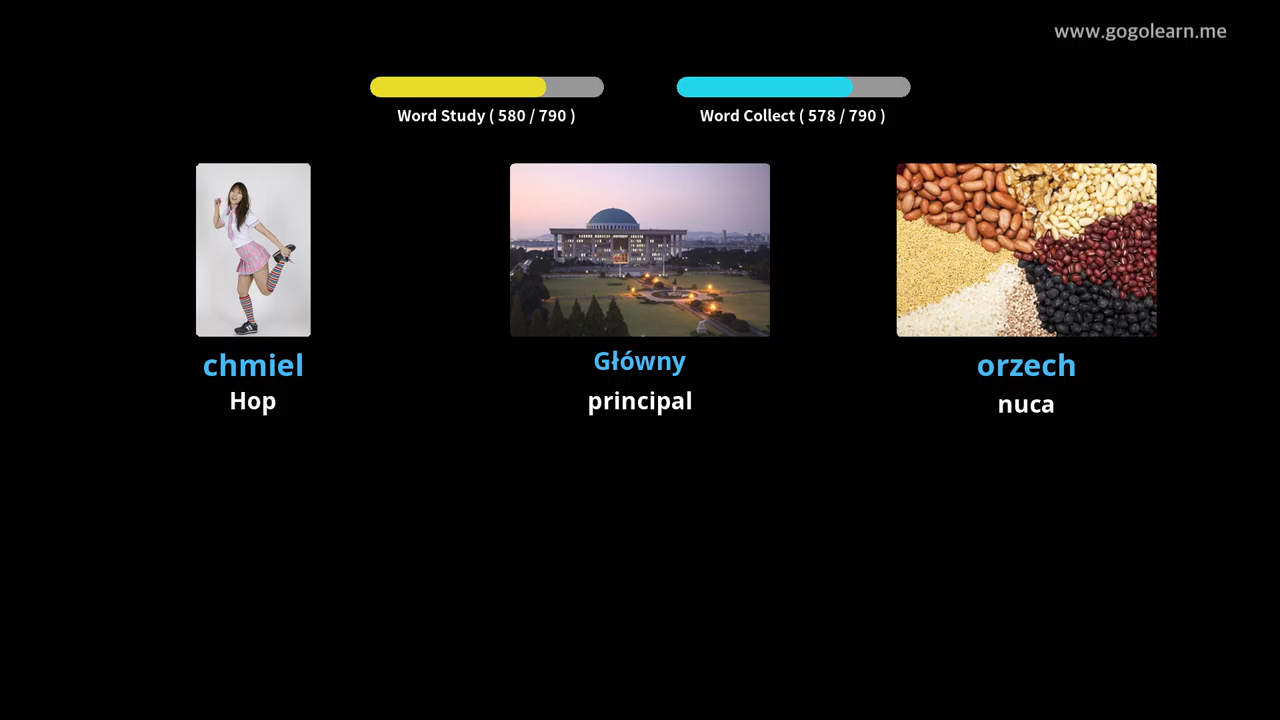 www.gogolearn.me
Word Study ( 580 / 790 )
Word Collect ( 578 / 790 )
chmiel
Hop
Główny
principal
orzech
nuca